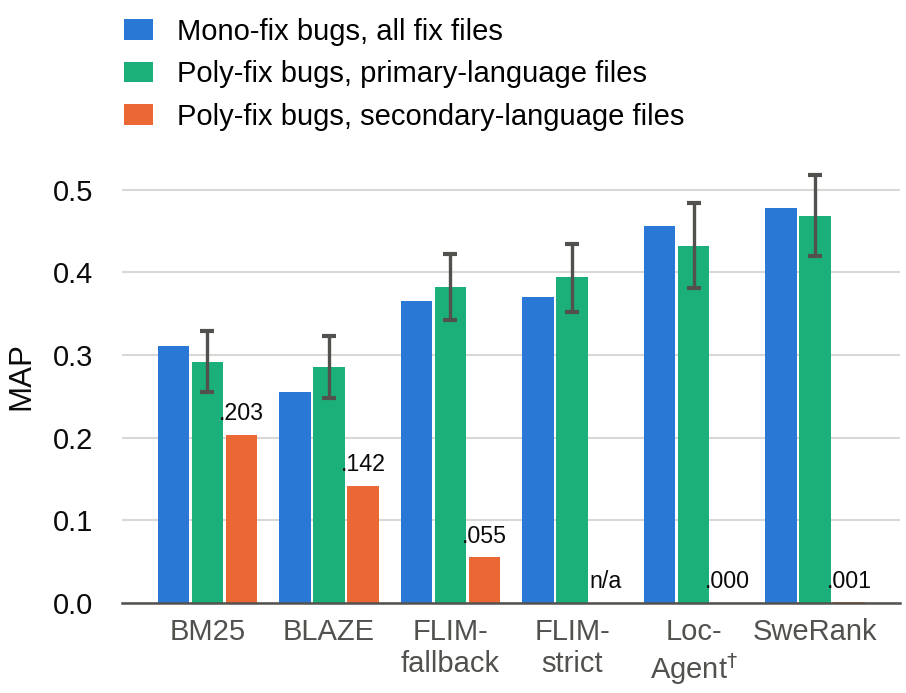 Mono-fix bugs, all fix files
Poly-fix bugs, primary-language files
Poly-fix bugs, secondary-language files
MAP
0.5
0.4
0.3
0.2
0.1
0.0
.203
.142
.055
n/a
.000
.001
BM25
BLAZE
FLIM-
fallback
FLIM-
strict
Loc-
Agent†
SweRank